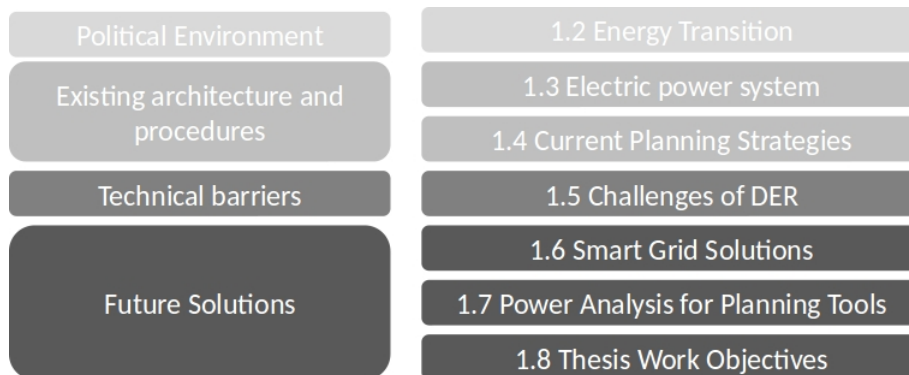 Political Environment
1.2 Energy Transition
Existing architecture and
procedures
1.3 Electric power system
1.4 Current Planning Strategies
Technical barriers
1.5 Challenges of DER
Future Solutions
1.6 Smart Grid Solutions
1.7 Power Analysis for Planning Tools
1.8 Thesis Work Objectives